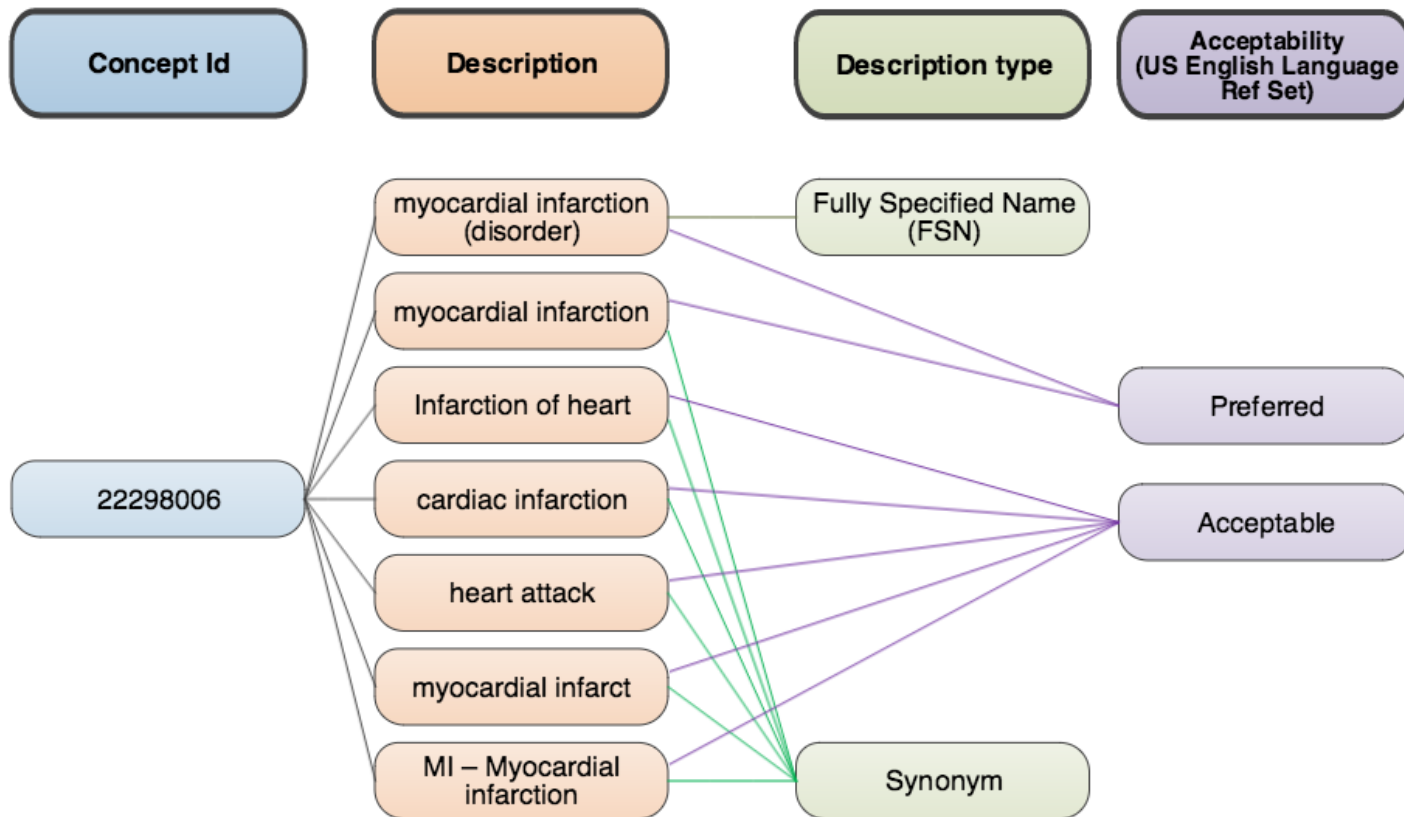 Concept Id
Description
Description type
Acceptability
(US English Language
Ref Set)
myocardial infarction
(disorder)
Fully Specified Name
(FSN)
myocardial infarction
Infarction of heart
Preferred
22298006
cardiac infarction
Acceptable
heart attack
myocardial infarct
MI – Myocardial
infarction
Synonym